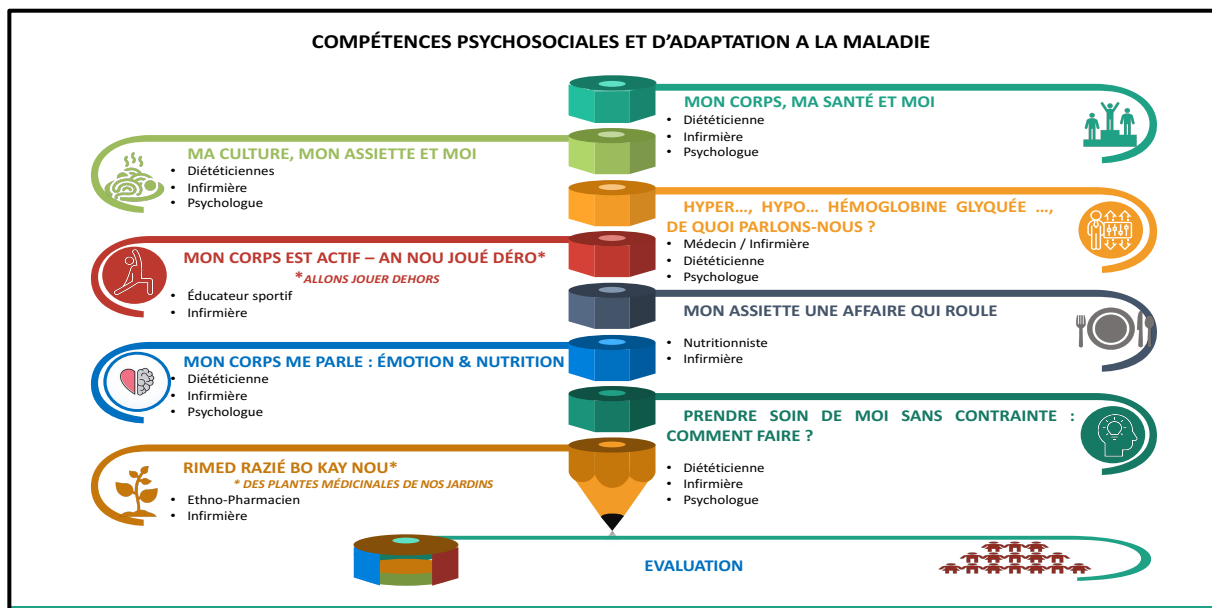 COMPÉTENCES PSYCHOSOCIALES ET D’ADAPTATION A LA MALADIE
MON CORPS, MA SANTÉ ET MOI
• Diététicienne
• Infirmière
• Psychologue
MA CULTURE, MON ASSIETTE ET MOI
• Diététiciennes
• Infirmière
• Psychologue
HYPER…, HYPO… HÉMOGLOBINE GLYQUÉE …,
DE QUOI PARLONS-NOUS ?
• Médecin / Infirmière
• Diététicienne
• Psychologue
MON CORPS EST ACTIF – AN NOU JOUÉ DÉRO*
*ALLONS JOUER DEHORS
• Éducateur sportif
• Infirmière
MON ASSIETTE UNE AFFAIRE QUI ROULE
• Nutritionniste
• Infirmière
MON CORPS ME PARLE : ÉMOTION & NUTRITION
• Diététicienne
• Infirmière
• Psychologue
PRENDRE SOIN DE MOI SANS CONTRAINTE :
COMMENT FAIRE ?
• Diététicienne
• Infirmière
• Psychologue
RIMED RAZIÉ BO KAY NOU*
* DES PLANTES MÉDICINALES DE NOS JARDINS
• Ethno-Pharmacien
• Infirmière
EVALUATION